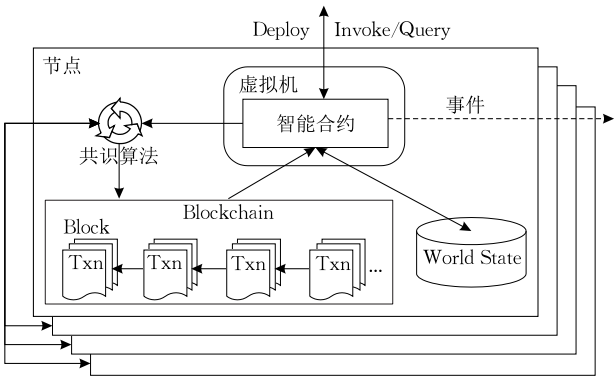 Deploy Invoke/Query
节点
虚拟机
智能合约
事件
共识算法
Blockchain
Block
Txn Txn Txn Txn ...
World State